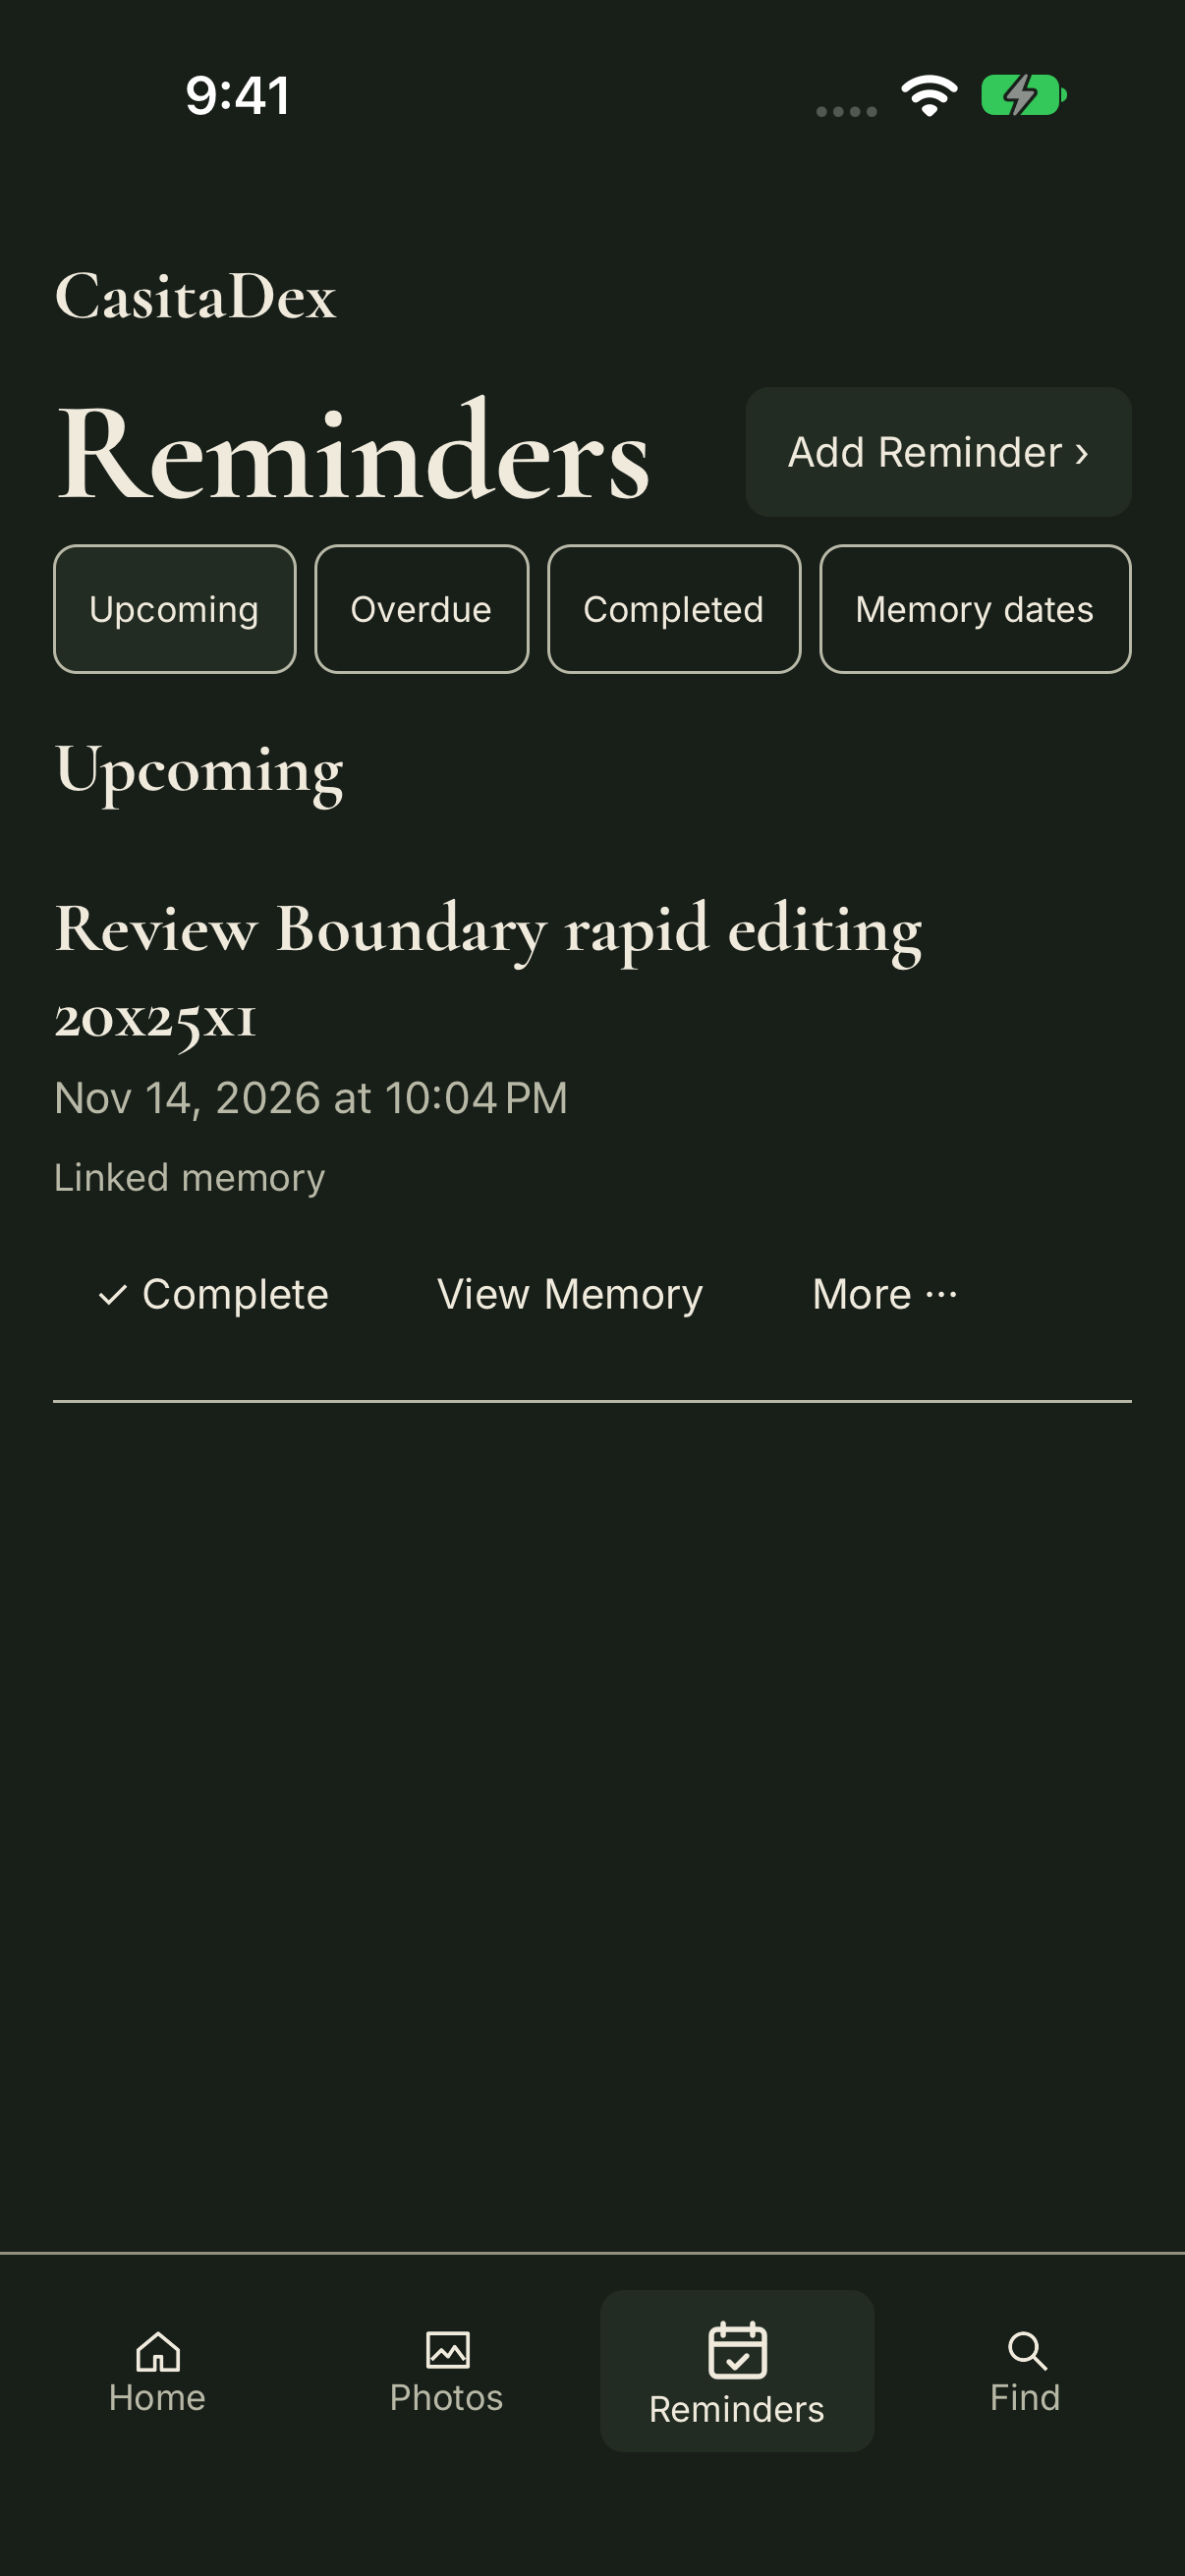 9:41
CasitaDex
Reminders
Add Reminder ›
Upcoming
Overdue
Completed
Memory dates
Upcoming
Review Boundary rapid editing
20x25x1
Nov 14, 2026 at 10:04 PM
Linked memory
✓ Complete
View Memory
More ···
Home
Photos
Reminders
Find